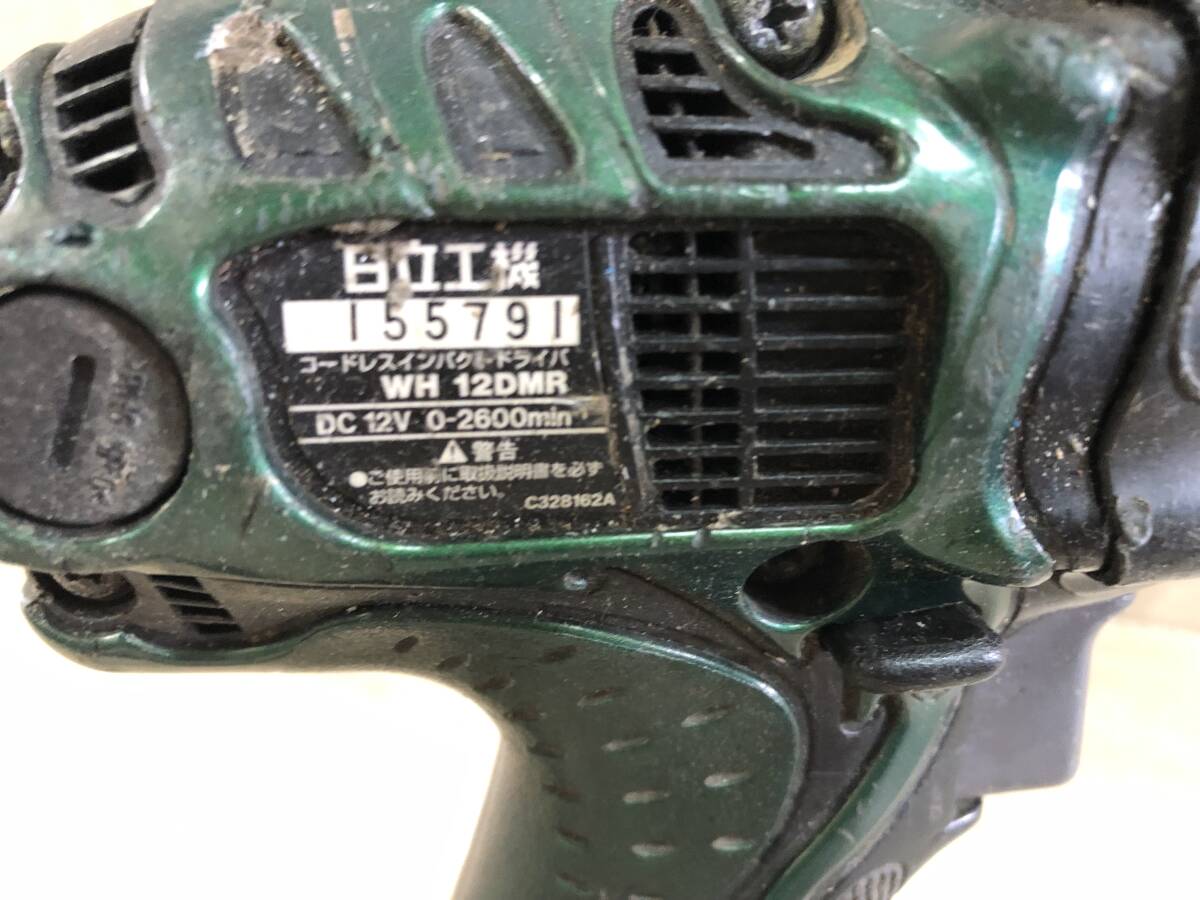 日立工機
155791
コードレスインパクトドライバ
WH 12DMR
DC 12V 0-2600min
⚠警告
●ご使用前に取扱説明書を必ず
お読みください。
C328162A